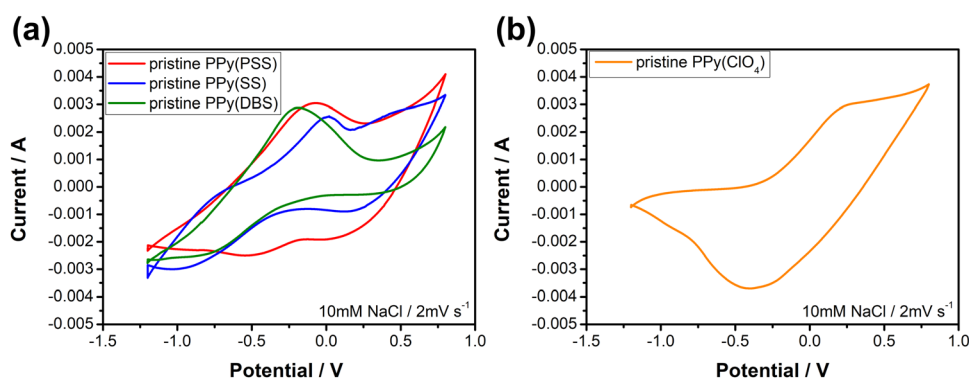 (a)
0.005
0.004
0.003
0.002
0.001
0.000
-0.001
-0.002
-0.003
-0.004
-0.005
Current / A
pristine PPy(PSS)
pristine PPy(SS)
pristine PPy(DBS)
10mM NaCl / 2mV s⁻¹
-1.5 -1.0 -0.5 0.0 0.5 1.0
Potential / V
(b)
0.005
0.004
0.003
0.002
0.001
0.000
-0.001
-0.002
-0.003
-0.004
-0.005
Current / A
pristine PPy(ClO₄)
10mM NaCl / 2mV s⁻¹
-1.5 -1.0 -0.5 0.0 0.5 1.0
Potential / V